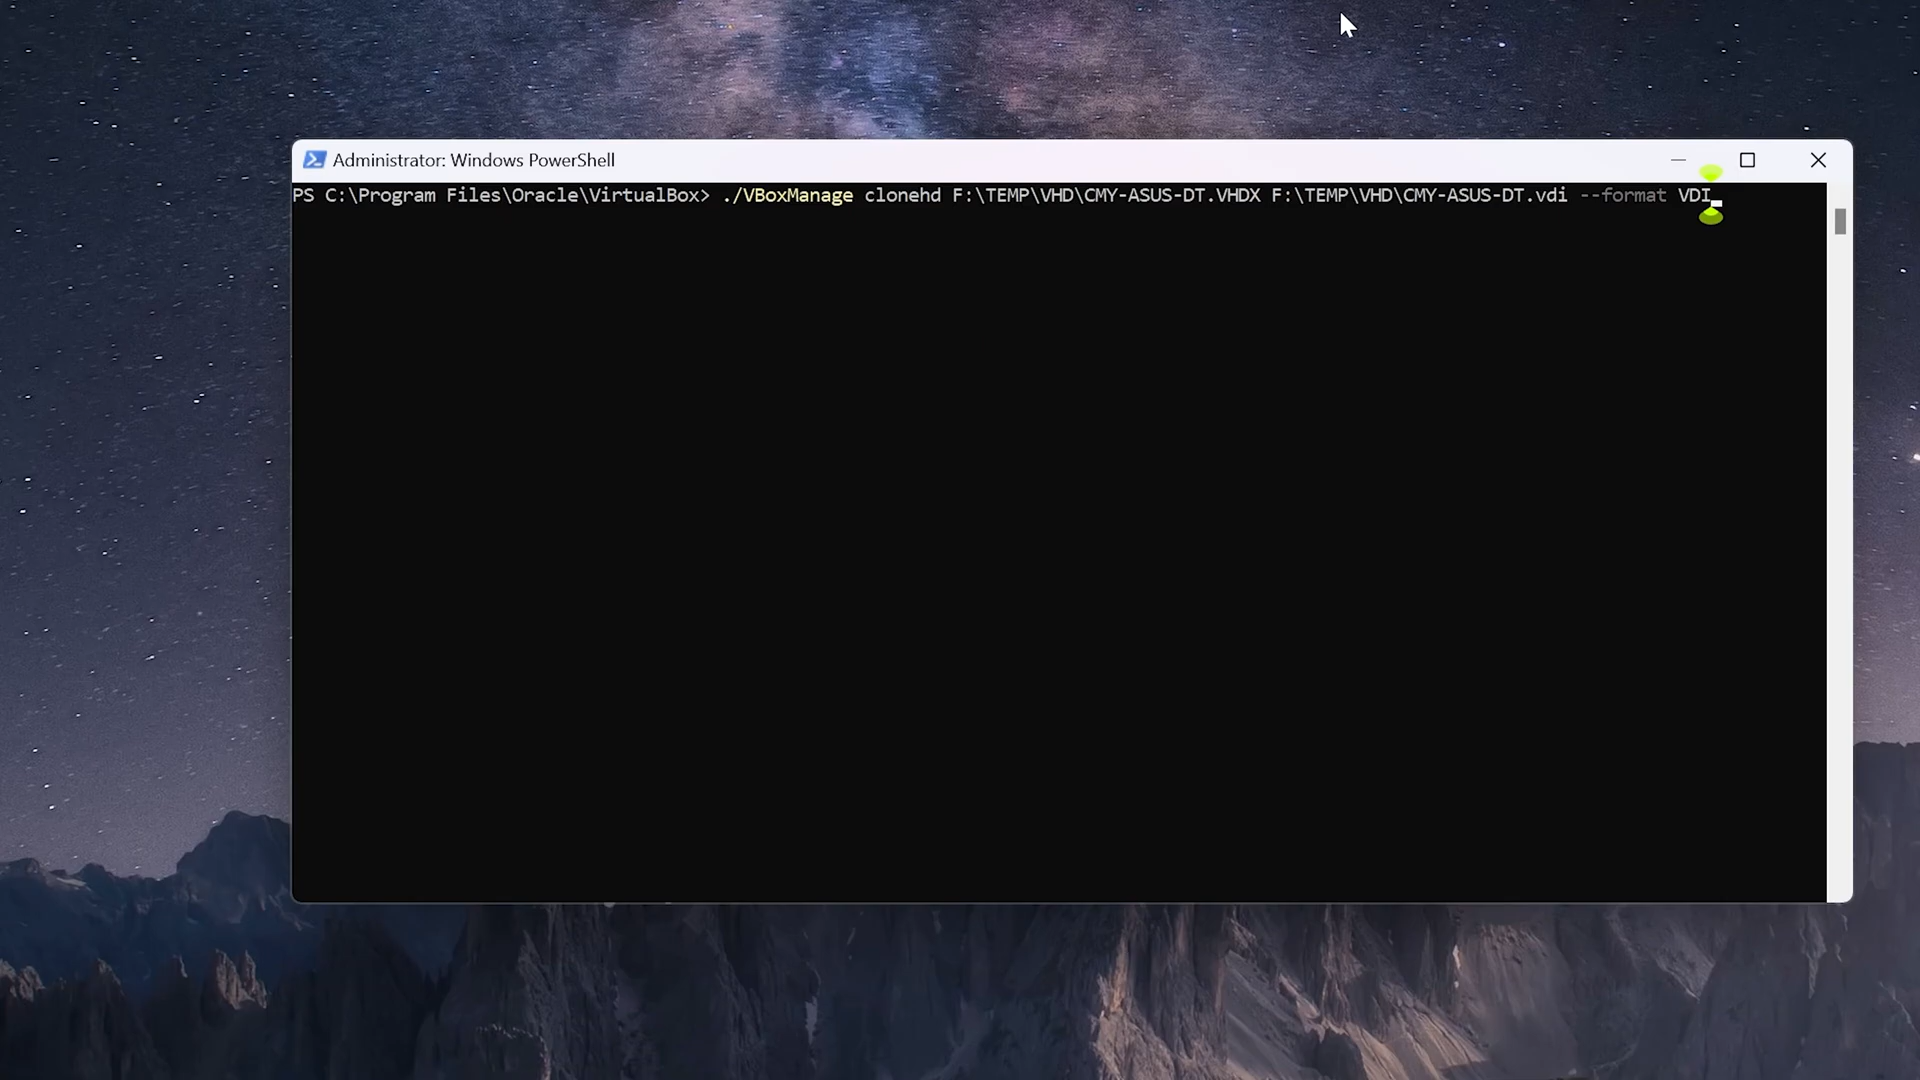 Administrator: Windows PowerShell
PS C:\Program Files\Oracle\VirtualBox> ./VBoxManage clonehd F:\TEMP\VHD\CMY-ASUS-DT.VHDX F:\TEMP\VHD\CMY-ASUS-DT.vdi --format VDI